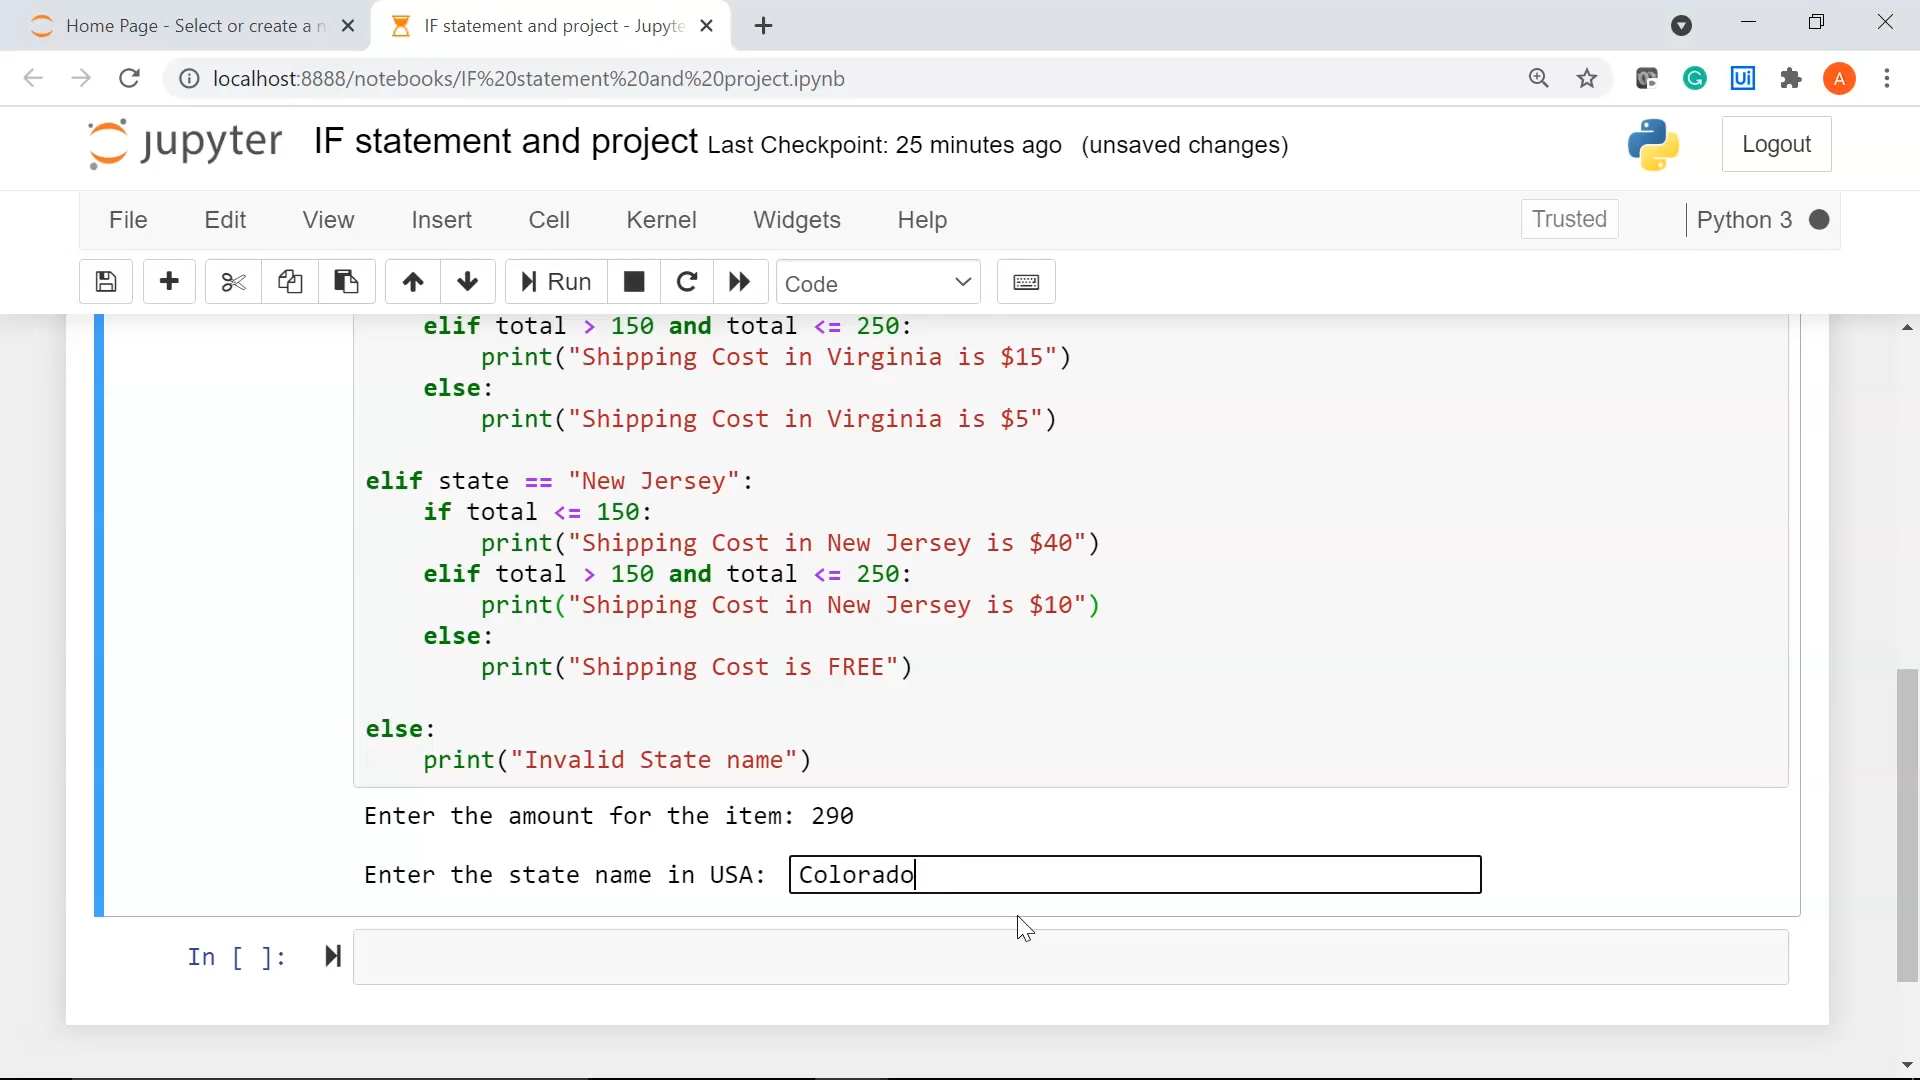 Home Page - Select or create a n
IF statement and project - Jupyte
localhost:8888/notebooks/IF%20statement%20and%20project.ipynb
Ui
A
jupyter IF statement and project Last Checkpoint: 25 minutes ago (unsaved changes)
Logout
File Edit View Insert Cell Kernel Widgets Help Trusted Python 3
Run Code
elif total > 150 and total <= 250:
print("Shipping Cost in Virginia is $15")
else:
print("Shipping Cost in Virginia is $5")
elif state == "New Jersey":
if total <= 150:
print("Shipping Cost in New Jersey is $40")
elif total > 150 and total <= 250:
print("Shipping Cost in New Jersey is $10")
else:
print("Shipping Cost is FREE")
else:
print("Invalid State name")
Enter the amount for the item: 290
Enter the state name in USA: Colorado
In [ ]: